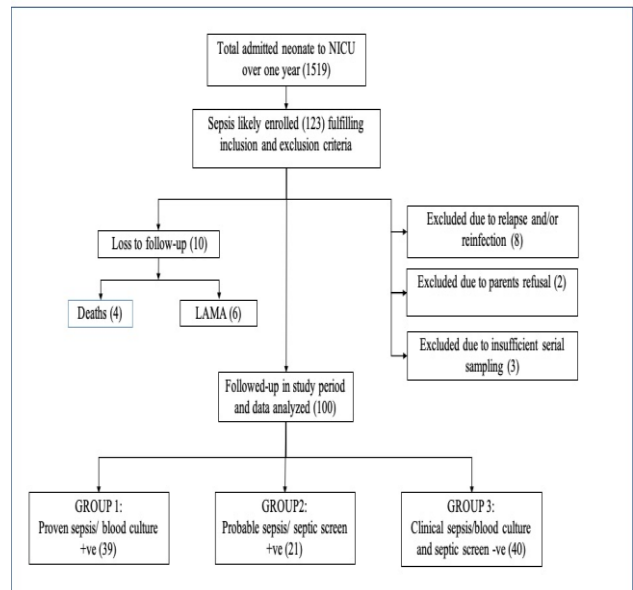 Total admitted neonate to NICU
over one year (1519)
Sepsis likely enrolled (123) fulfilling
inclusion and exclusion criteria
Loss to follow-up (10)
Deaths (4)
LAMA (6)
Excluded due to relapse and/or
reinfection (8)
Excluded due to parents refusal (2)
Excluded due to insufficient serial
sampling (3)
Followed-up in study period
and data analyzed (100)
GROUP 1:
Proven sepsis/ blood culture
+ve (39)
GROUP2:
Probable sepsis/ septic screen
+ve (21)
GROUP 3:
Clinical sepsis/blood culture
and septic screen -ve (40)